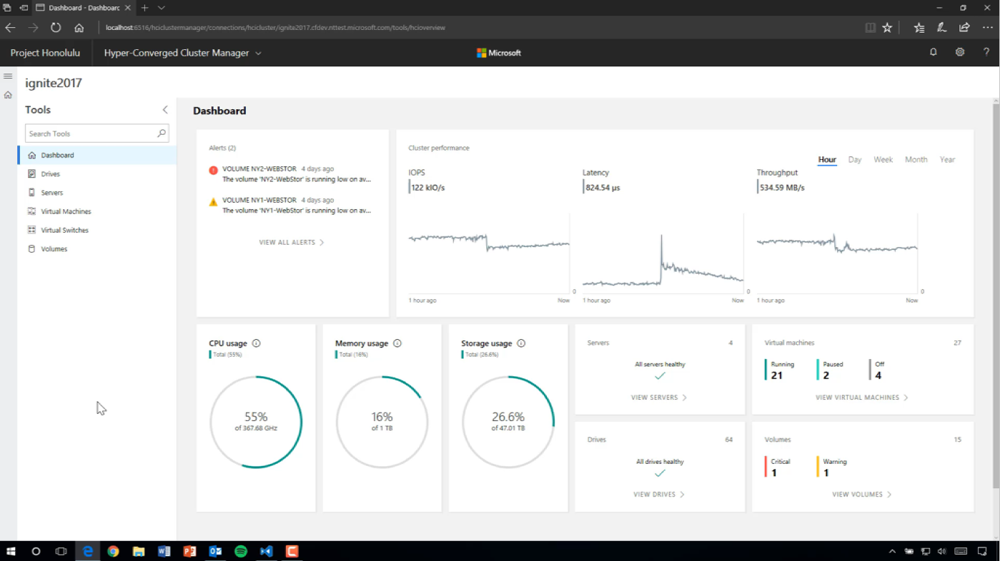 Dashboard - Dashboarc
localhost:6516/hciclustermanager/connections/hcicluster/ignite2017.cfdev.nttest.microsoft.com/tools/hcioverview
Project Honolulu
Hyper-Converged Cluster Manager
Microsoft
?
ignite2017
Tools
Search Tools
Dashboard
Drives
Servers
Virtual Machines
Virtual Switches
Volumes
Dashboard
Alerts (2)
VOLUME NY2-WEBSTOR 4 days ago
The volume 'NY2-WebStor' is running low on av...
VOLUME NY1-WEBSTOR 4 days ago
The volume 'NY1-WebStor' is running low on av...
VIEW ALL ALERTS
Cluster performance
Hour Day Week Month Year
IOPS
122 kIO/s
0
1 hour ago Now
Latency
824.54 µs
0
1 hour ago Now
Throughput
534.59 MB/s
0
1 hour ago Now
CPU usage
Total (55%)
55%
of 367.68 GHz
Memory usage
Total (16%)
16%
of 1 TB
Storage usage
Total (26.6%)
26.6%
of 47.01 TB
Servers 4
All servers healthy
VIEW SERVERS
Virtual machines 27
Running Paused Off
21 2 4
VIEW VIRTUAL MACHINES
Drives 64
All drives healthy
VIEW DRIVES
Volumes 15
Critical Warning
1 1
VIEW VOLUMES